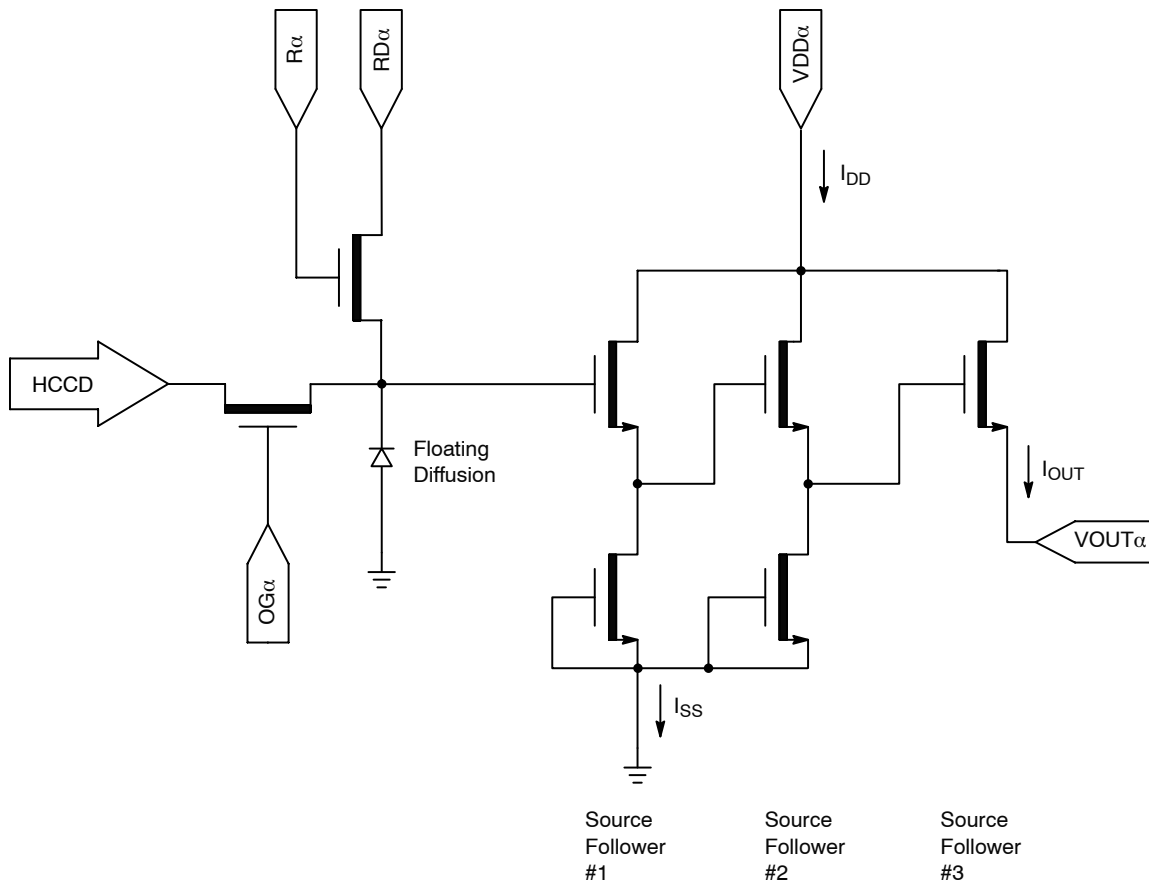 Rα
RDα
VDDα
IDD
HCCD
Floating
Diffusion
IOUT
VOUTα
OGα
ISS
Source
Follower
#1
Source
Follower
#2
Source
Follower
#3